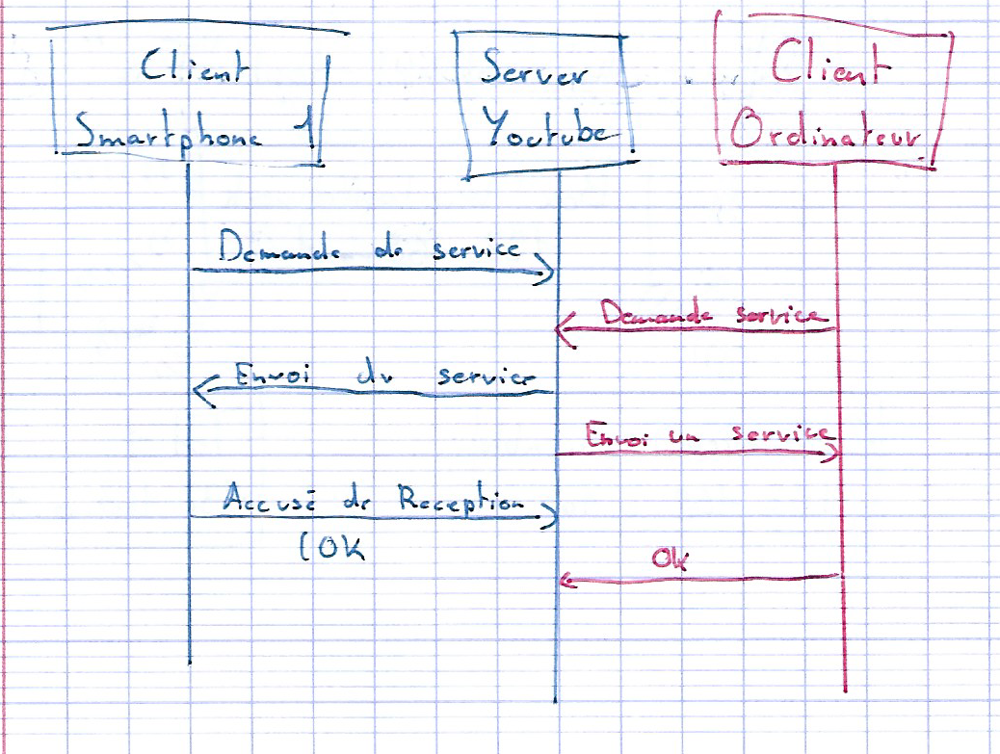 Client
Smartphone 1
Server
Youtube
Client
Ordinateur
Demande de service
Demande service
Envoi du service
Envoi un service
Accusé de Reception
(OK
Ok